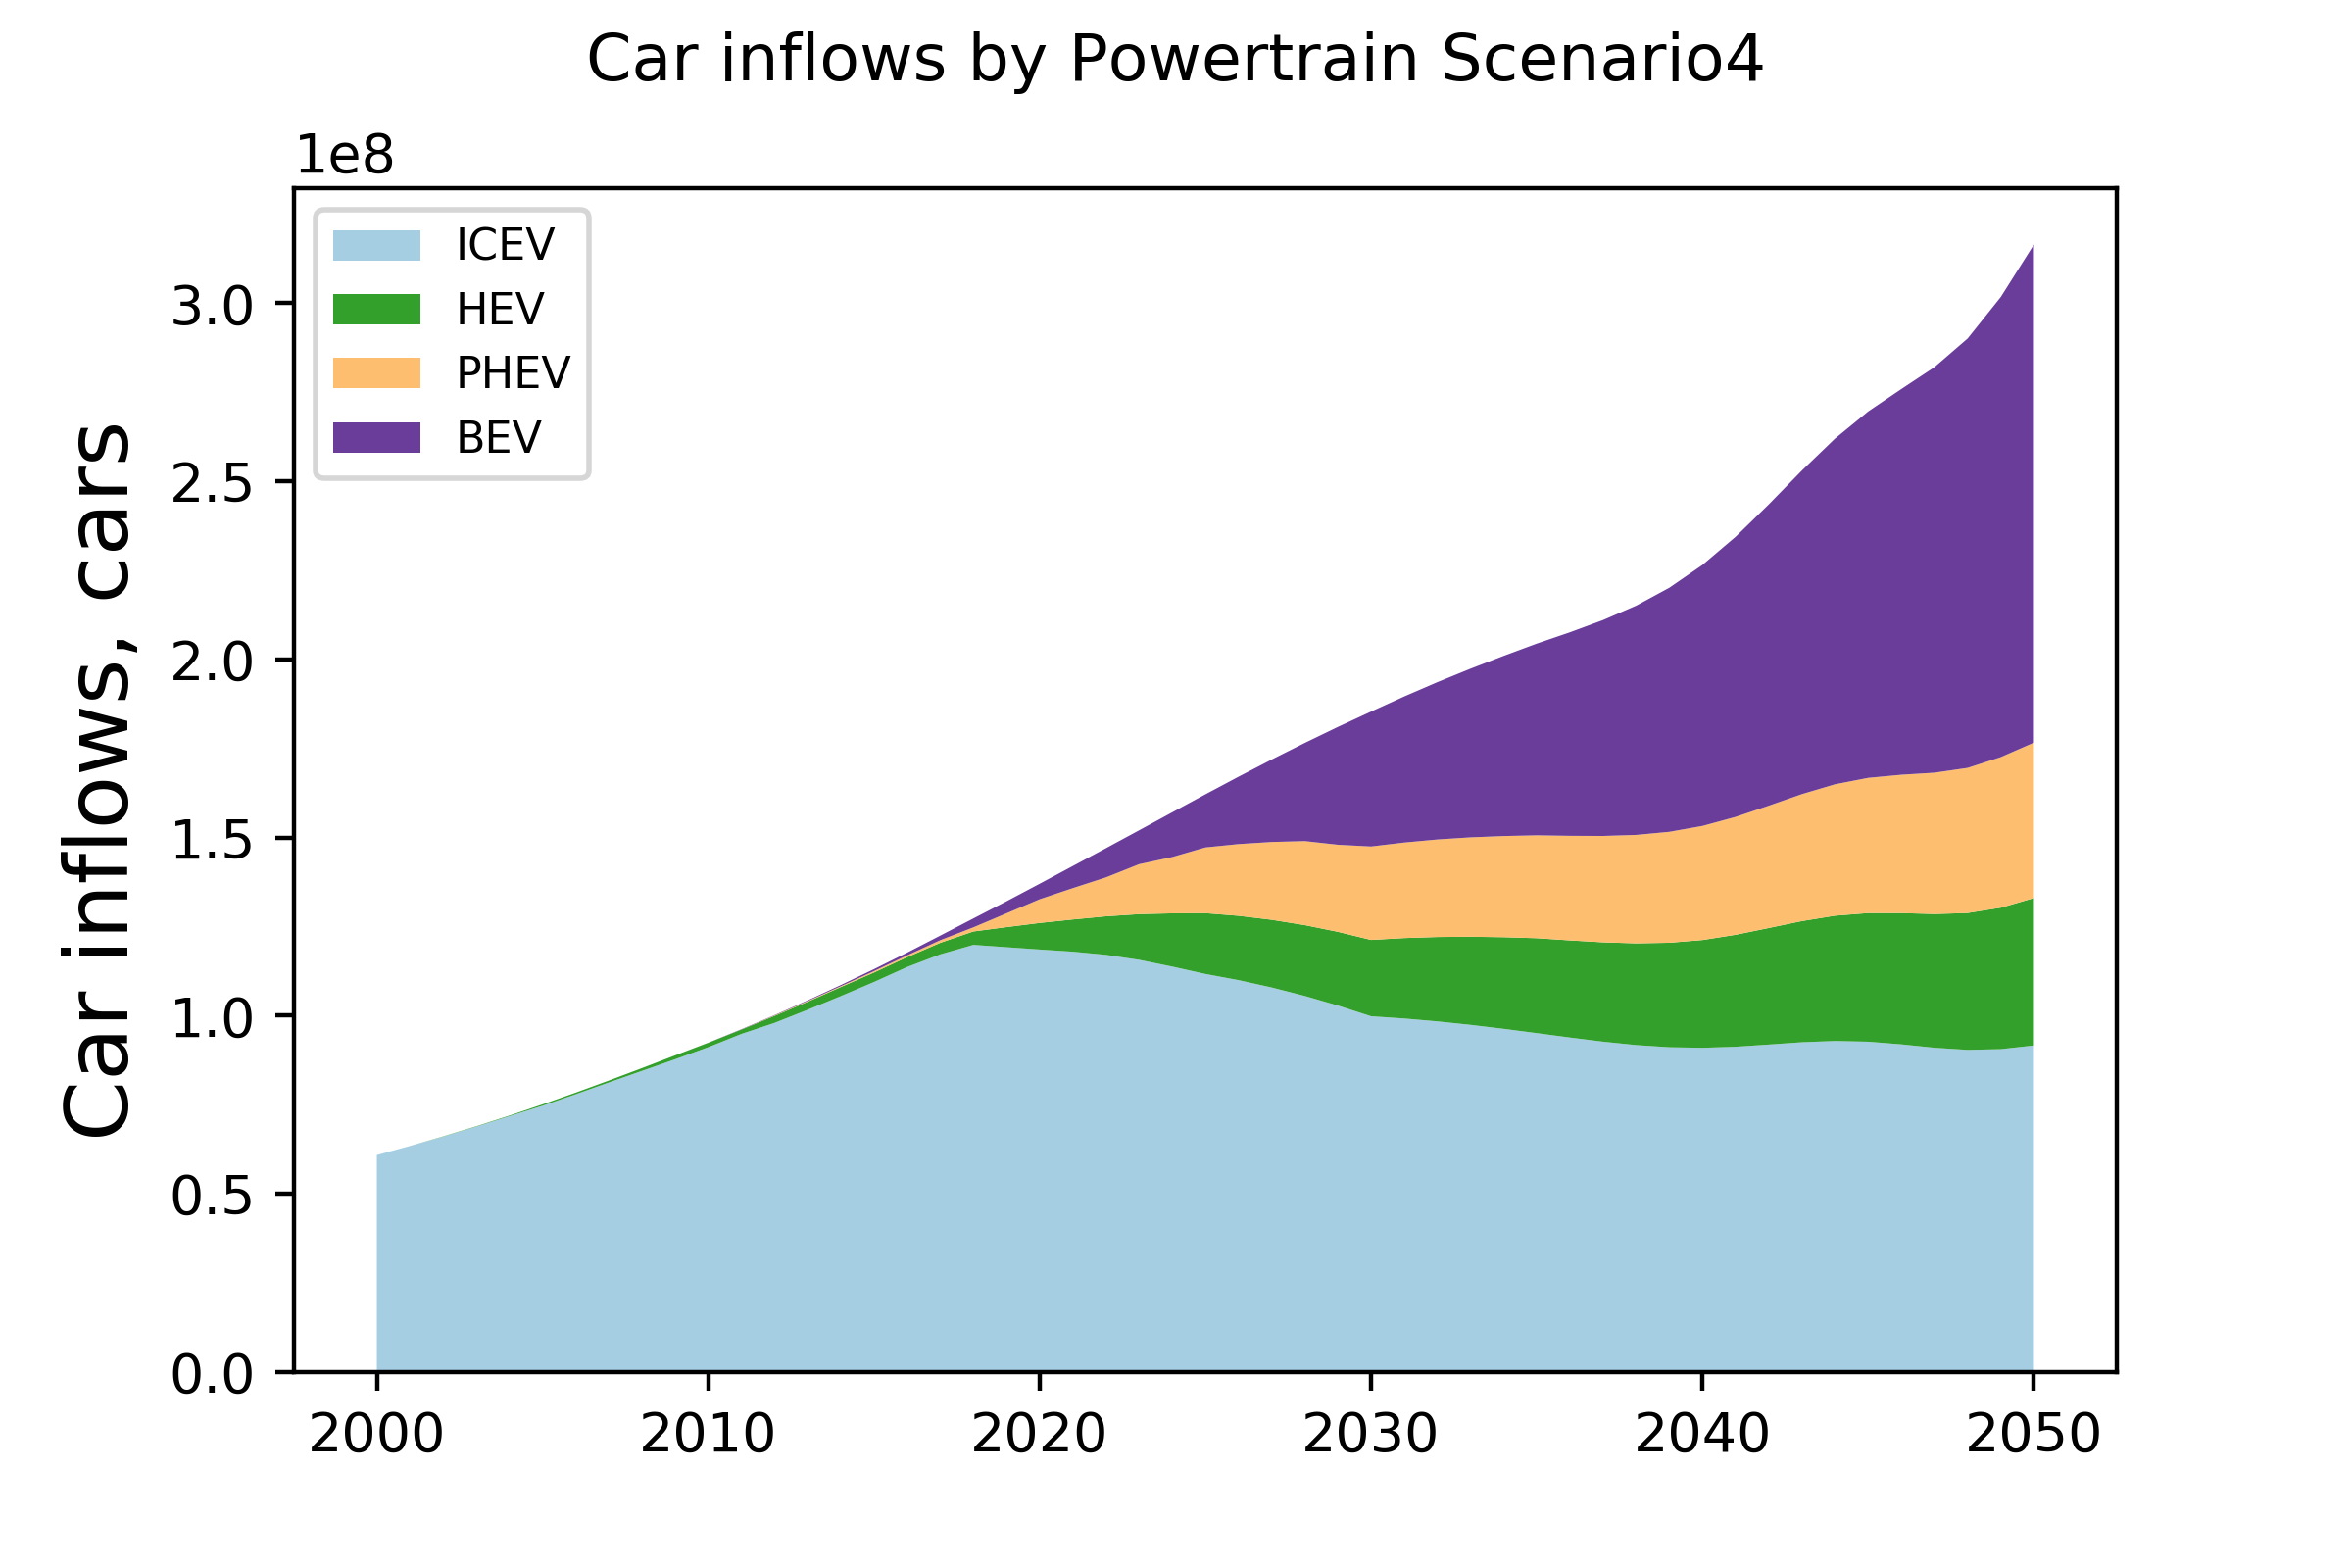 Car inflows by Powertrain Scenario4
1e8
ICEV
HEV
PHEV
BEV
Car inflows, cars
3.0
2.5
2.0
1.5
1.0
0.5
0.0
2000 2010 2020 2030 2040 2050